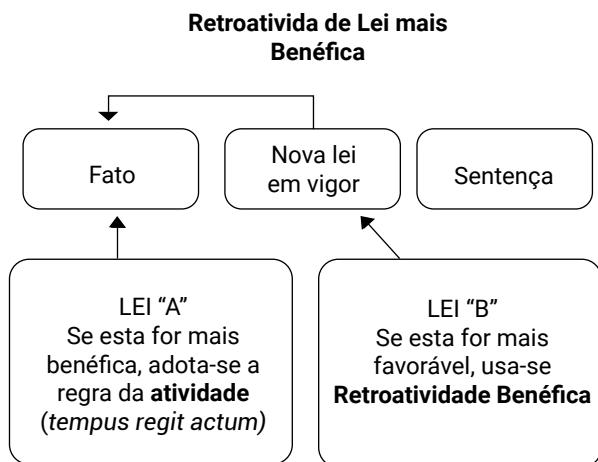 Retroativida de Lei mais
Benéfica
Fato
Nova lei
em vigor
Sentença
LEI “A”
Se esta for mais
benéfica, adota-se a
regra da atividade
(tempus regit actum)
LEI “B”
Se esta for mais
favorável, usa-se
Retroatividade Benéfica